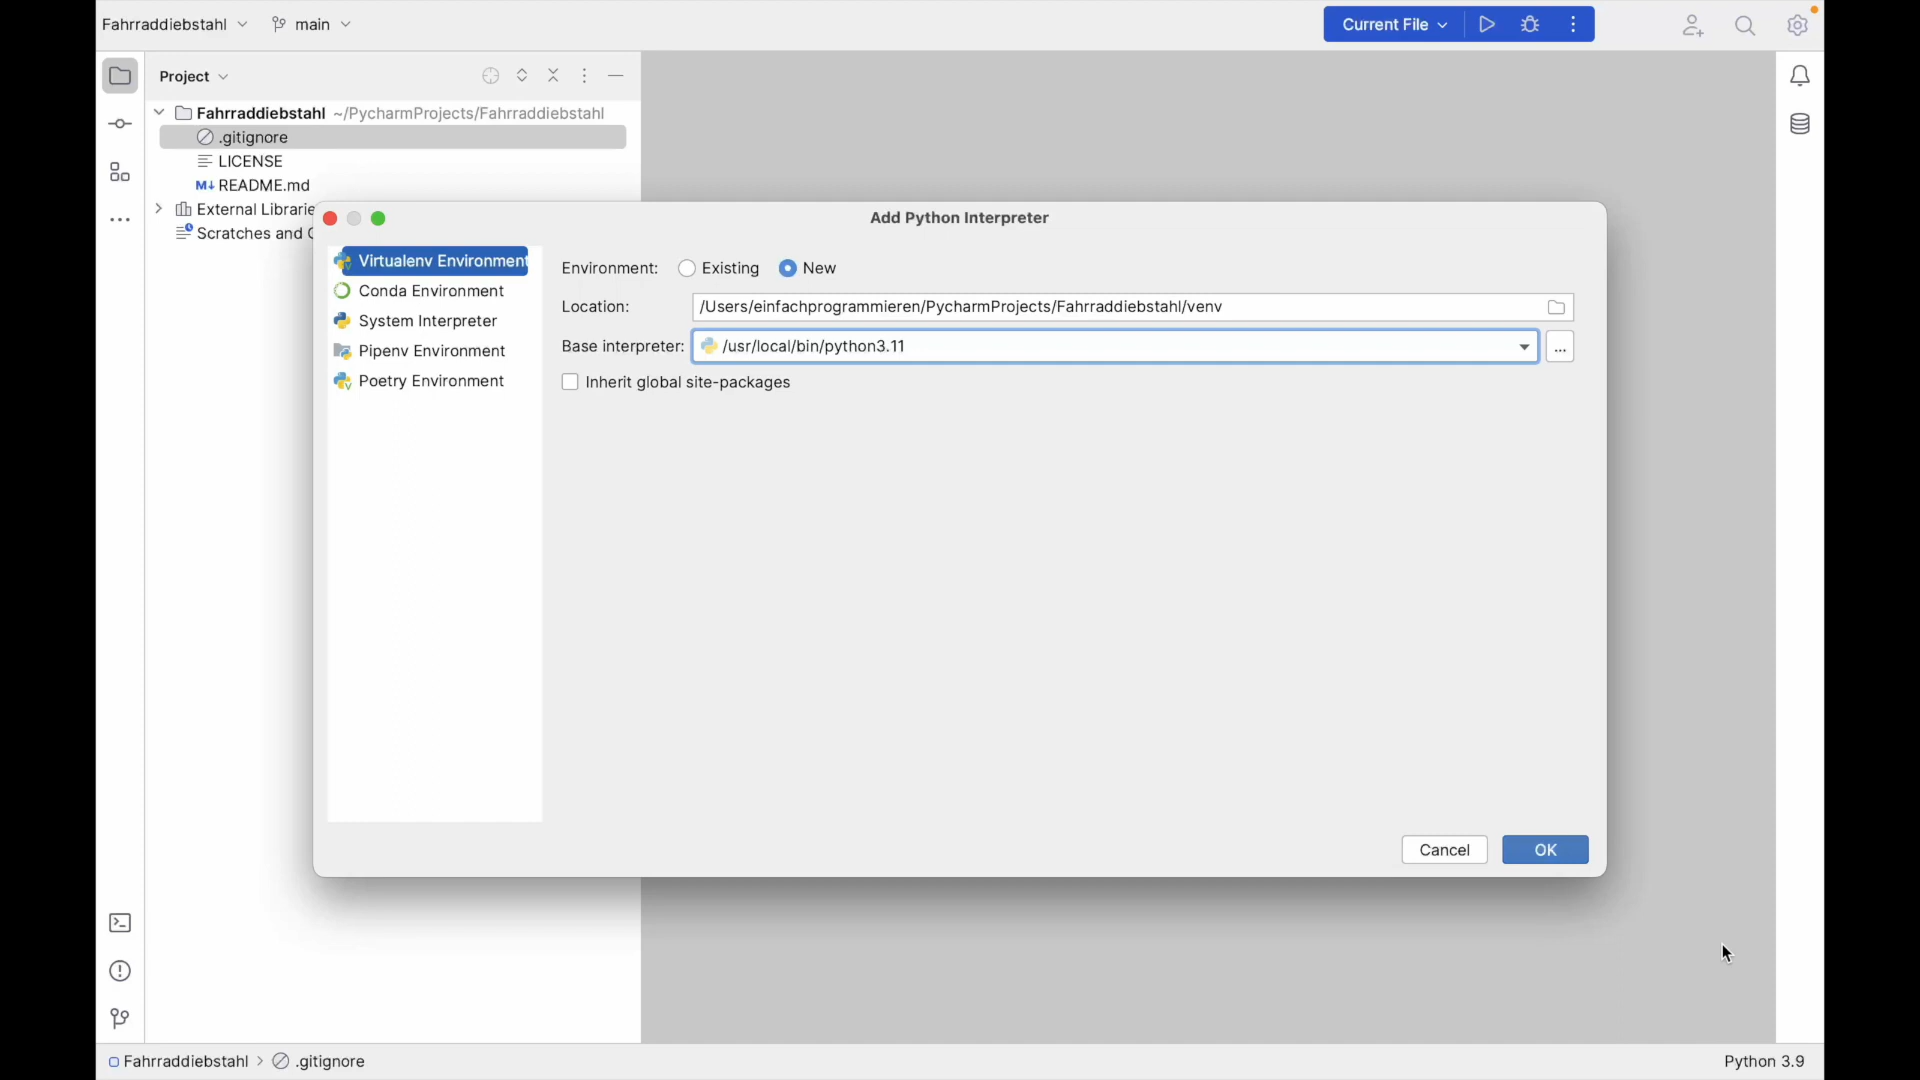 Fahrraddiebstahl main Current File
Project
Fahrraddiebstahl ~/PycharmProjects/Fahrraddiebstahl
.gitignore
LICENSE
M↓ README.md
External Librarie
Scratches and C
Add Python Interpreter
Virtualenv Environment
Conda Environment
System Interpreter
Pipenv Environment
Poetry Environment
Environment: Existing New
Location: /Users/einfachprogrammieren/PycharmProjects/Fahrraddiebstahl/venv
Base interpreter: /usr/local/bin/python3.11 ...
Inherit global site-packages
Cancel OK
Fahrraddiebstahl > .gitignore Python 3.9